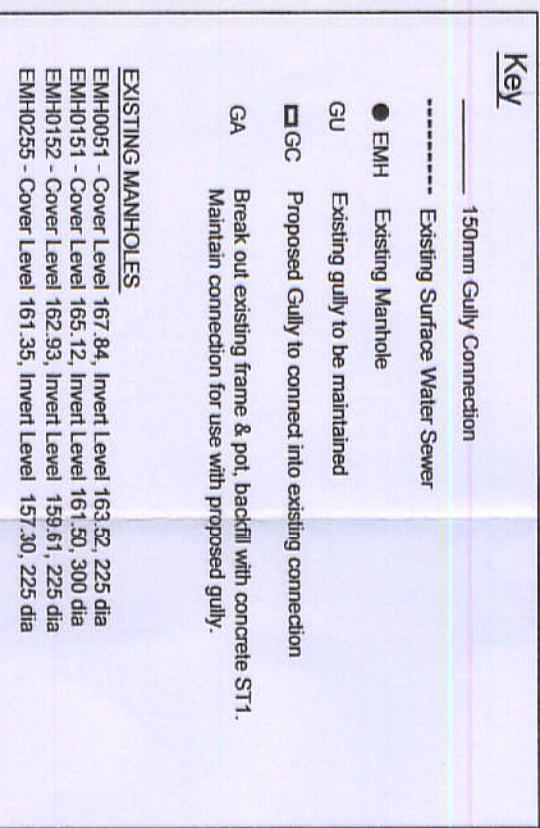 Key
150mm Gully Connection
Existing Surface Water Sewer
EMH Existing Manhole
GU Existing gully to be maintained
GC Proposed Gully to connect into existing connection
GA Break out existing frame & pot, backfill with concrete ST1.
Maintain connection for use with proposed gully.
EXISTING MANHOLES
EMH0051 - Cover Level 167.84, Invert Level 163.52, 225 dia
EMH0151 - Cover Level 165.12, Invert Level 161.50, 300 dia
EMH0152 - Cover Level 162.93, Invert Level 159.61, 225 dia
EMH0255 - Cover Level 161.35, Invert Level 157.30, 225 dia